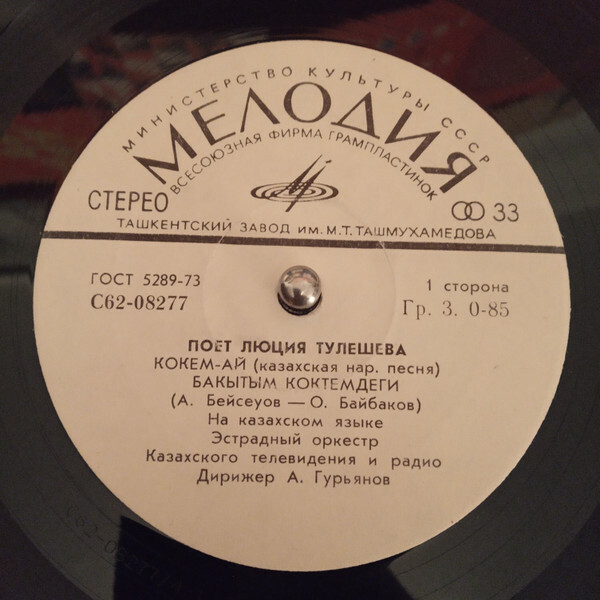 МИНИСТЕРСТВО КУЛЬТУРЫ СССР
МЕЛОДИЯ
ВСЕСОЮЗНАЯ ФИРМА ГРАМПЛАСТИНОК
СТЕРЕО
33
ТАШКЕНТСКИЙ ЗАВОД ИМ. М.Т. ТАШМУХАМЕДОВА
ГОСТ 5289-73
1 сторона
С62-08277
Гр. 3. 0-85
ПОЕТ ЛЮЦИЯ ТУЛЕШЕВА
КОКЕМ-АЙ (казахская нар. песня)
БАКЫТЫМ КОКТЕМДЕГИ
(А. Бейсеуов — О. Байбаков)
На казахском языке
Эстрадный оркестр
Казахского телевидения и радио
Дирижер А. Гурьянов